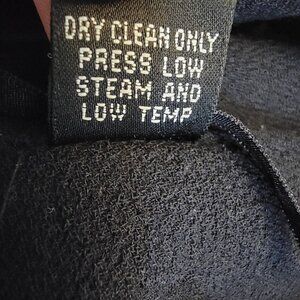 DRY CLEAN ONLY
PRESS LOW
STEAM AND
LOW TEMP